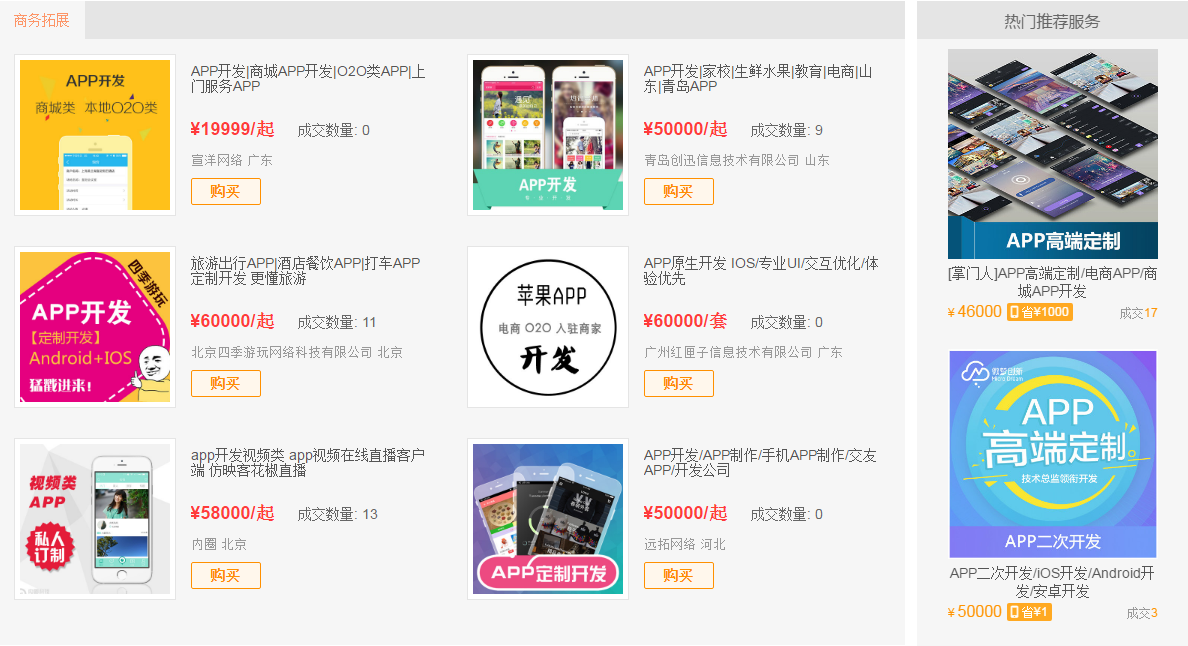 商务拓展
APP开发
商城类 本地O2O类
APP开发|商城APP开发|O2O类APP|上
门服务APP
¥19999/起 成交数量: 0
宣洋网络 广东
购买
APP开发
APP开发|家校|生鲜水果|教育|电商|山
东|青岛APP
¥50000/起 成交数量: 9
青岛创迅信息技术有限公司 山东
购买
四季游玩
APP开发
【定制开发】
Android+IOS
猛戳进来!
旅游出行APP|酒店餐饮APP|打车APP
定制开发 更懂旅游
¥60000/起 成交数量: 11
北京四季游玩网络科技有限公司 北京
购买
苹果APP
电商 O2O 入驻商家
开发
APP原生开发 IOS/专业UI/交互优化/体
验优先
¥60000/套 成交数量: 0
广州红匣子信息技术有限公司 广东
购买
视频类
APP
私人
订制
app开发视频类 app视频在线直播客户
端 仿映客花椒直播
¥58000/起 成交数量: 13
内圈 北京
购买
APP定制开发
APP开发/APP制作/手机APP制作/交友
APP/开发公司
¥50000/起 成交数量: 0
远拓网络 河北
购买
热门推荐服务
APP高端定制
[掌门人]APP高端定制/电商APP/商
城APP开发
¥ 46000 省¥1000 成交17
微梦创新
Micro Dream
APP
高端定制
技术总监领衔开发
APP二次开发
APP二次开发/iOS开发/Android开
发/安卓开发
¥ 50000 省¥1 成交3